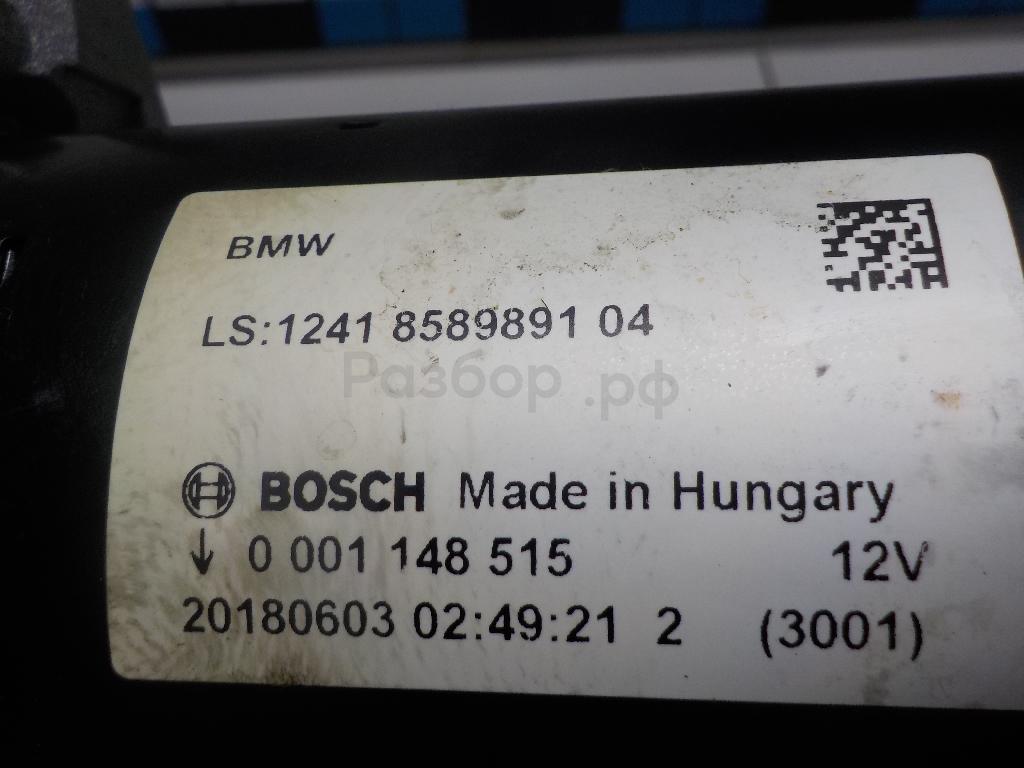 BMW
LS:1241 8589891 04
Разбор.рф
BOSCH Made in Hungary
↓ 0 001 148 515 12V
20180603 02:49:21 2 (3001)